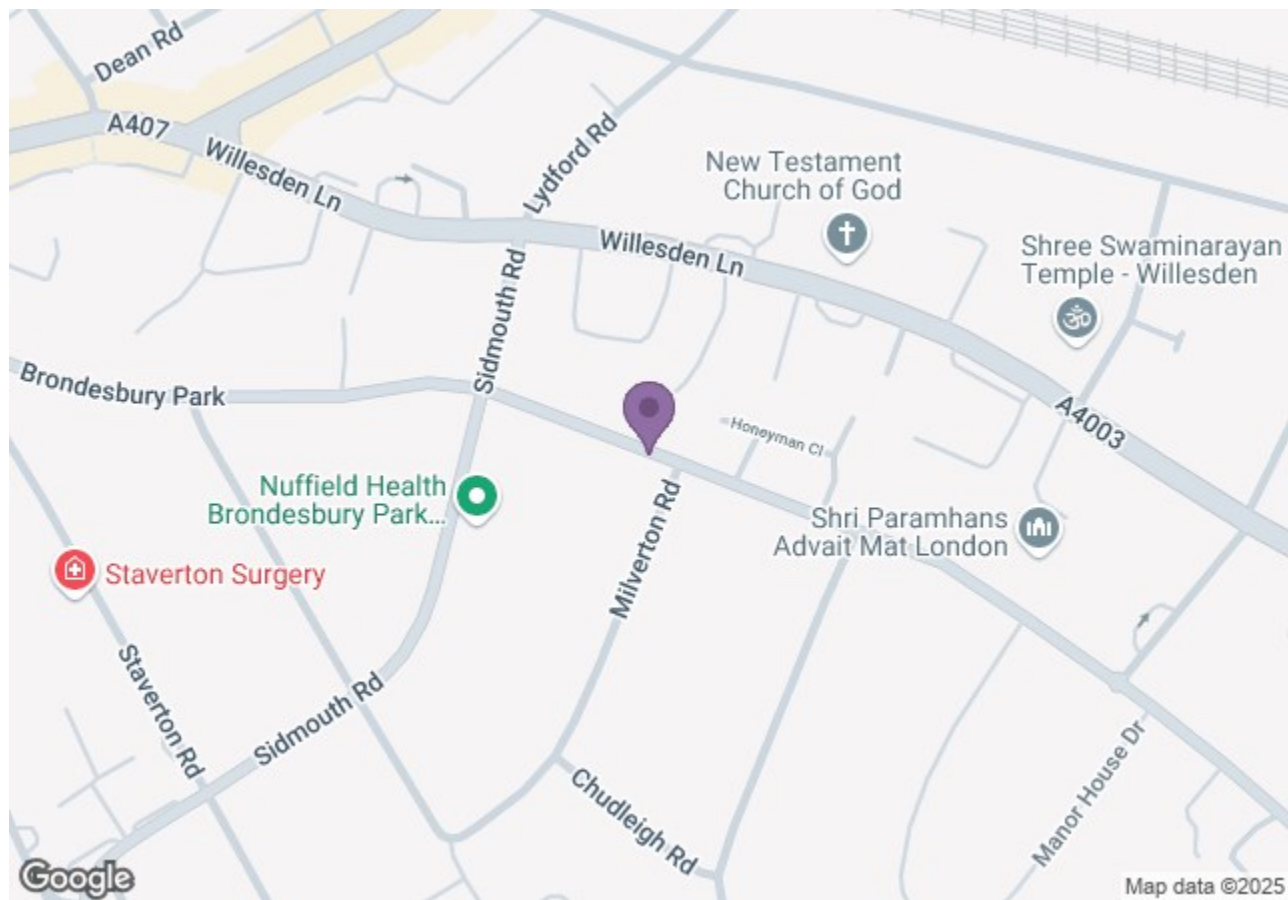 Dean Rd
A407
Willesden Ln
Lydford Rd
New Testament
Church of God
Willesden Ln
Shree Swaminarayan
Temple - Willesden
Sidmouth Rd
Brondesbury Park
A4003
Honeyman Cl
Nuffield Health
Brondesbury Park...
Shri Paramhans
Advait Mat London
Milverton Rd
Staverton Surgery
Staverton Rd
Sidmouth Rd
Chudleigh Rd
Manor House Dr
Google
Map data ©2025